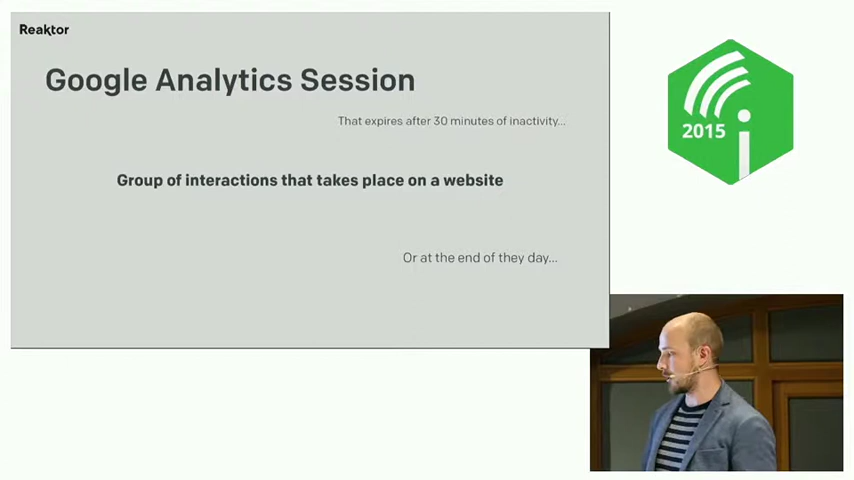 Reaktor
Google Analytics Session
That expires after 30 minutes of inactivity...
Group of interactions that takes place on a website
Or at the end of they day...
2015
i